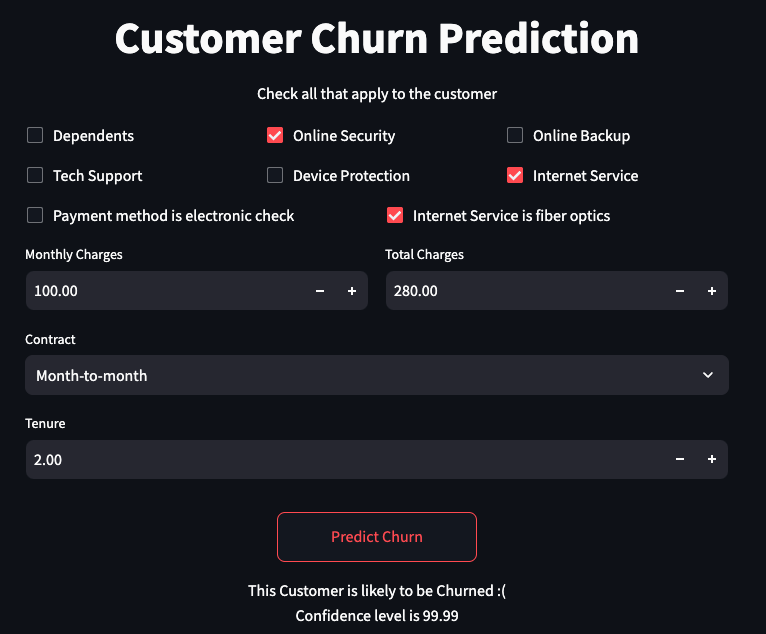 Customer Churn Prediction
Check all that apply to the customer
Dependents Online Security Online Backup
Tech Support Device Protection Internet Service
Payment method is electronic check Internet Service is fiber optics
Monthly Charges Total Charges
100.00 − + 280.00 − +
Contract
Month-to-month
Tenure
2.00 − +
Predict Churn
This Customer is likely to be Churned :(
Confidence level is 99.99